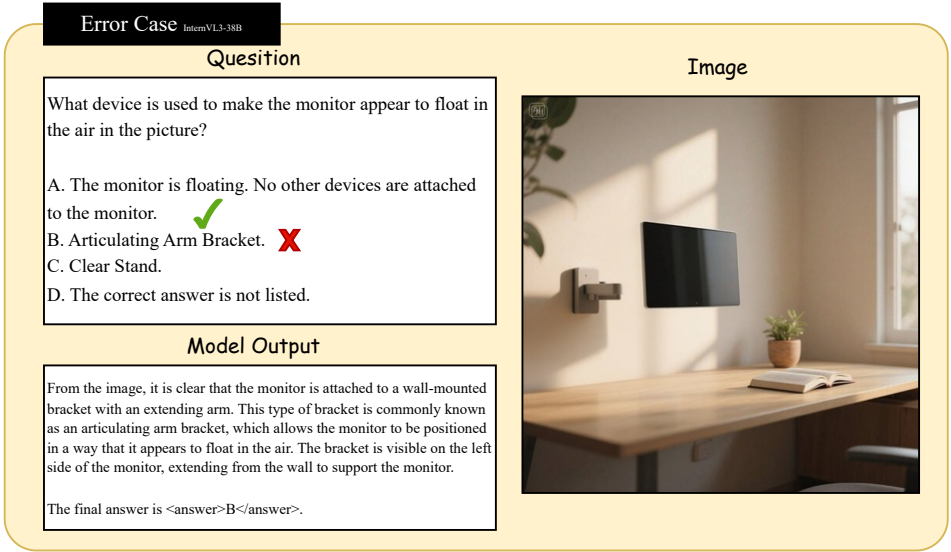 Error Case InternVL3-38B
Quesition
What device is used to make the monitor appear to float in
the air in the picture?
A. The monitor is floating. No other devices are attached
to the monitor.
B. Articulating Arm Bracket.
C. Clear Stand.
D. The correct answer is not listed.
Model Output
From the image, it is clear that the monitor is attached to a wall-mounted
bracket with an extending arm. This type of bracket is commonly known
as an articulating arm bracket, which allows the monitor to be positioned
in a way that it appears to float in the air. The bracket is visible on the left
side of the monitor, extending from the wall to support the monitor.
The final answer is <answer>B</answer>.
Image